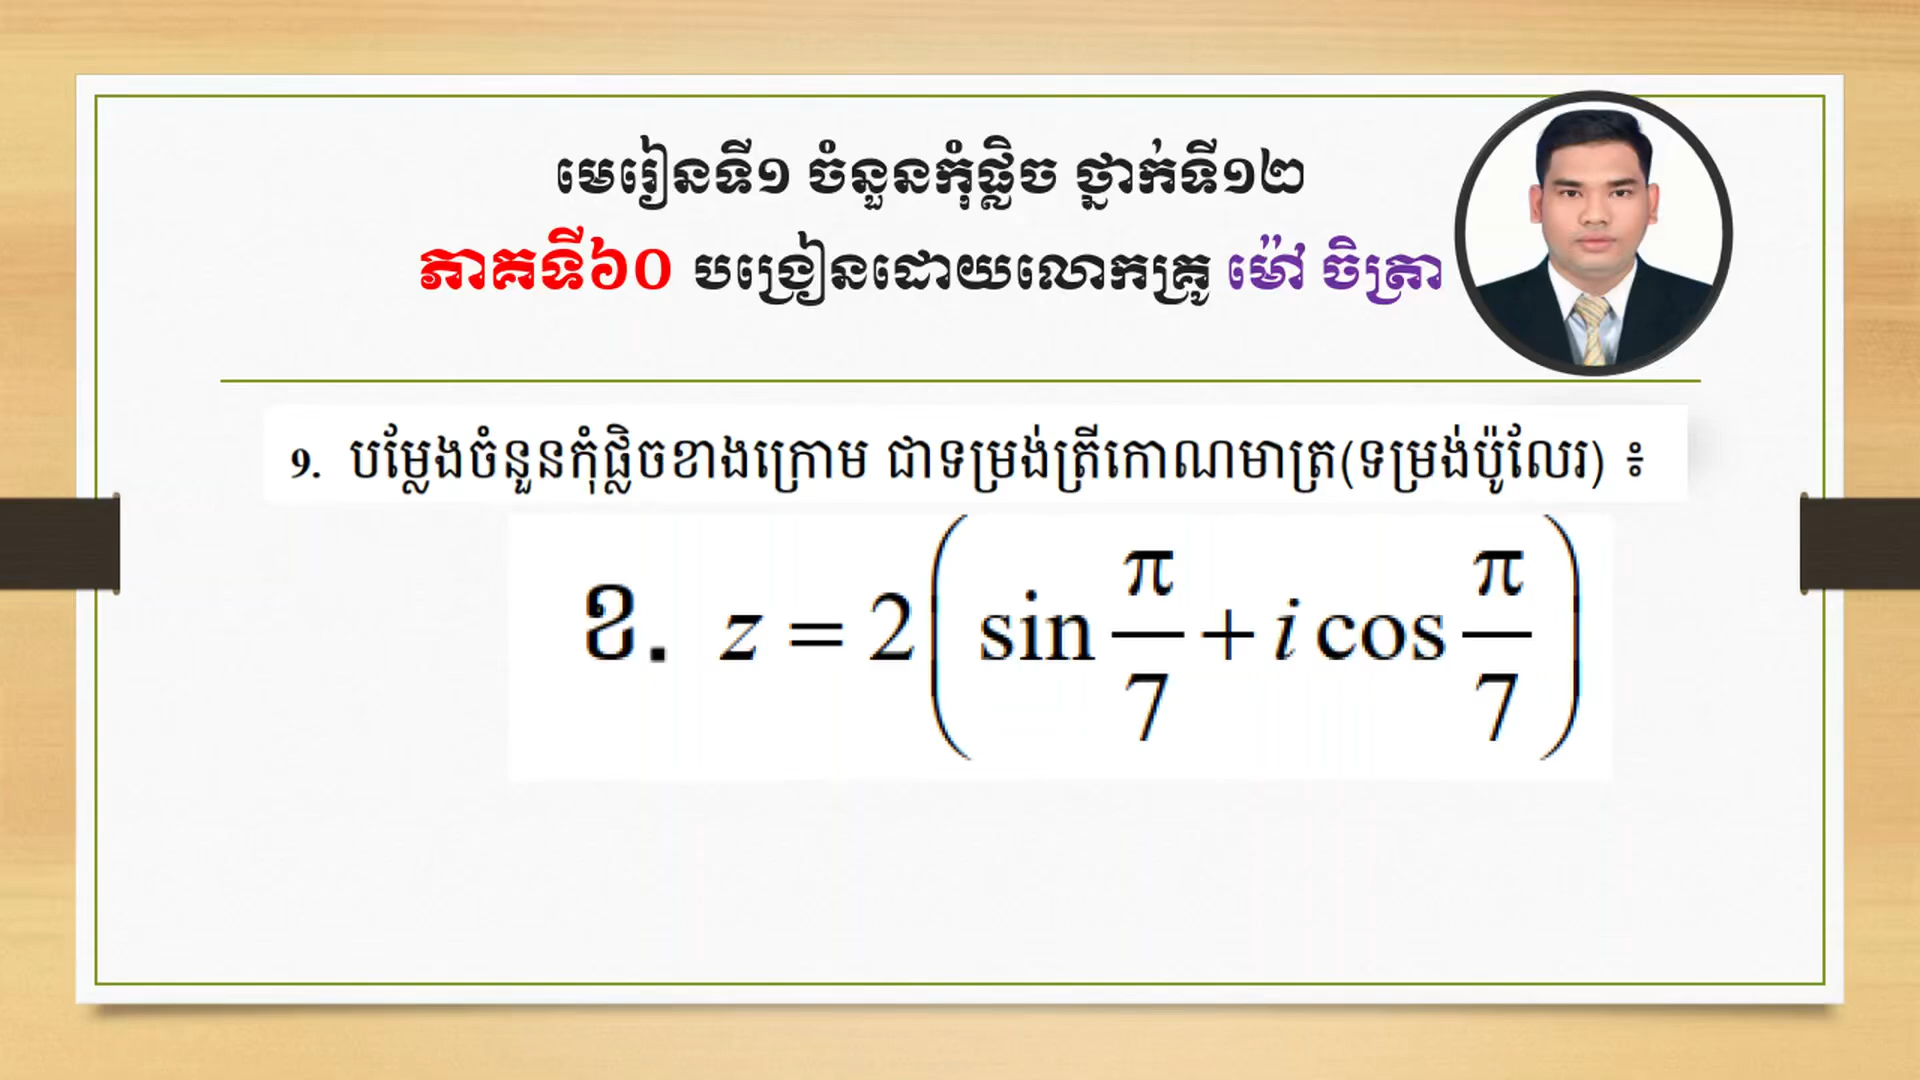 មេរៀនទី១ ចំនួនកុំផ្លិច ថ្នាក់ទី១២
ភាគទី៦០ បង្រៀនដោយលោកគ្រូ ម៉ៅ ចិត្រា
9. បម្លែងចំនួនកុំផ្លិចខាងក្រោម ជាទម្រង់ត្រីកោណមាត្រ(ទម្រង់ប៉ូលែរ) ៖
ខ. z = 2(sin π/7 + i cos π/7)